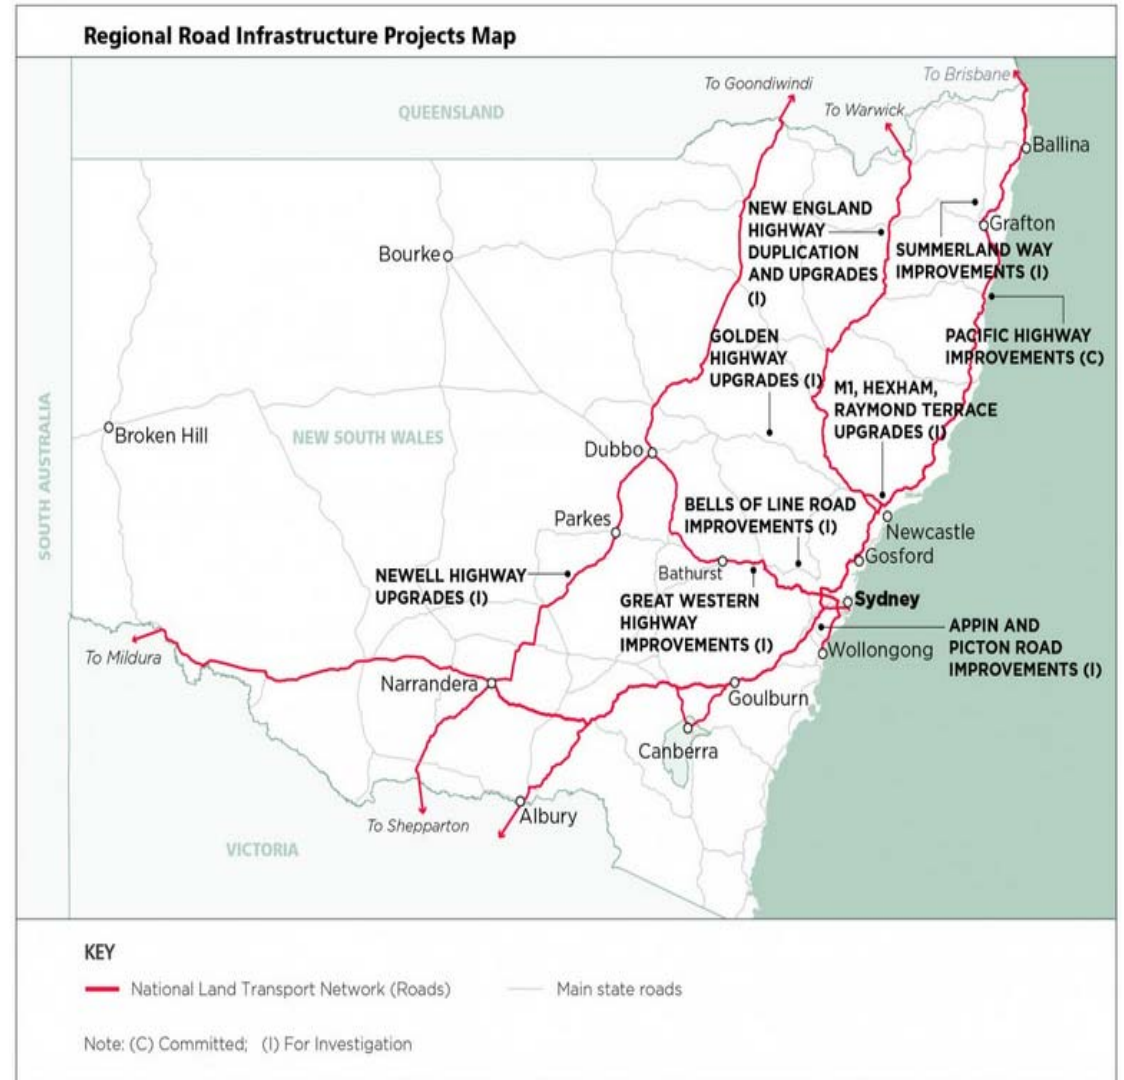 Regional Road Infrastructure Projects Map
To Brisbane
To Goondiwindi
To Warwick
QUEENSLAND
Ballina
NEW ENGLAND
HIGHWAY
DUPLICATION
AND UPGRADES
(I)
Grafton
SUMMERLAND WAY
IMPROVEMENTS (I)
Bourke
PACIFIC HIGHWAY
IMPROVEMENTS (C)
GOLDEN
HIGHWAY
UPGRADES (I)
M1, HEXHAM,
RAYMOND TERRACE
UPGRADES (I)
SOUTH AUSTRALIA
Broken Hill
NEW SOUTH WALES
Dubbo
BELLS OF LINE ROAD
IMPROVEMENTS (I)
Parkes
Newcastle
Gosford
Bathurst
NEWELL HIGHWAY
UPGRADES (I)
GREAT WESTERN
HIGHWAY
IMPROVEMENTS (I)
Sydney
APPIN AND
PICTON ROAD
IMPROVEMENTS (I)
Wollongong
To Mildura
Narrandera
Goulburn
Canberra
To Shepparton
Albury
VICTORIA
KEY
National Land Transport Network (Roads)
Main state roads
Note: (C) Committed; (I) For Investigation